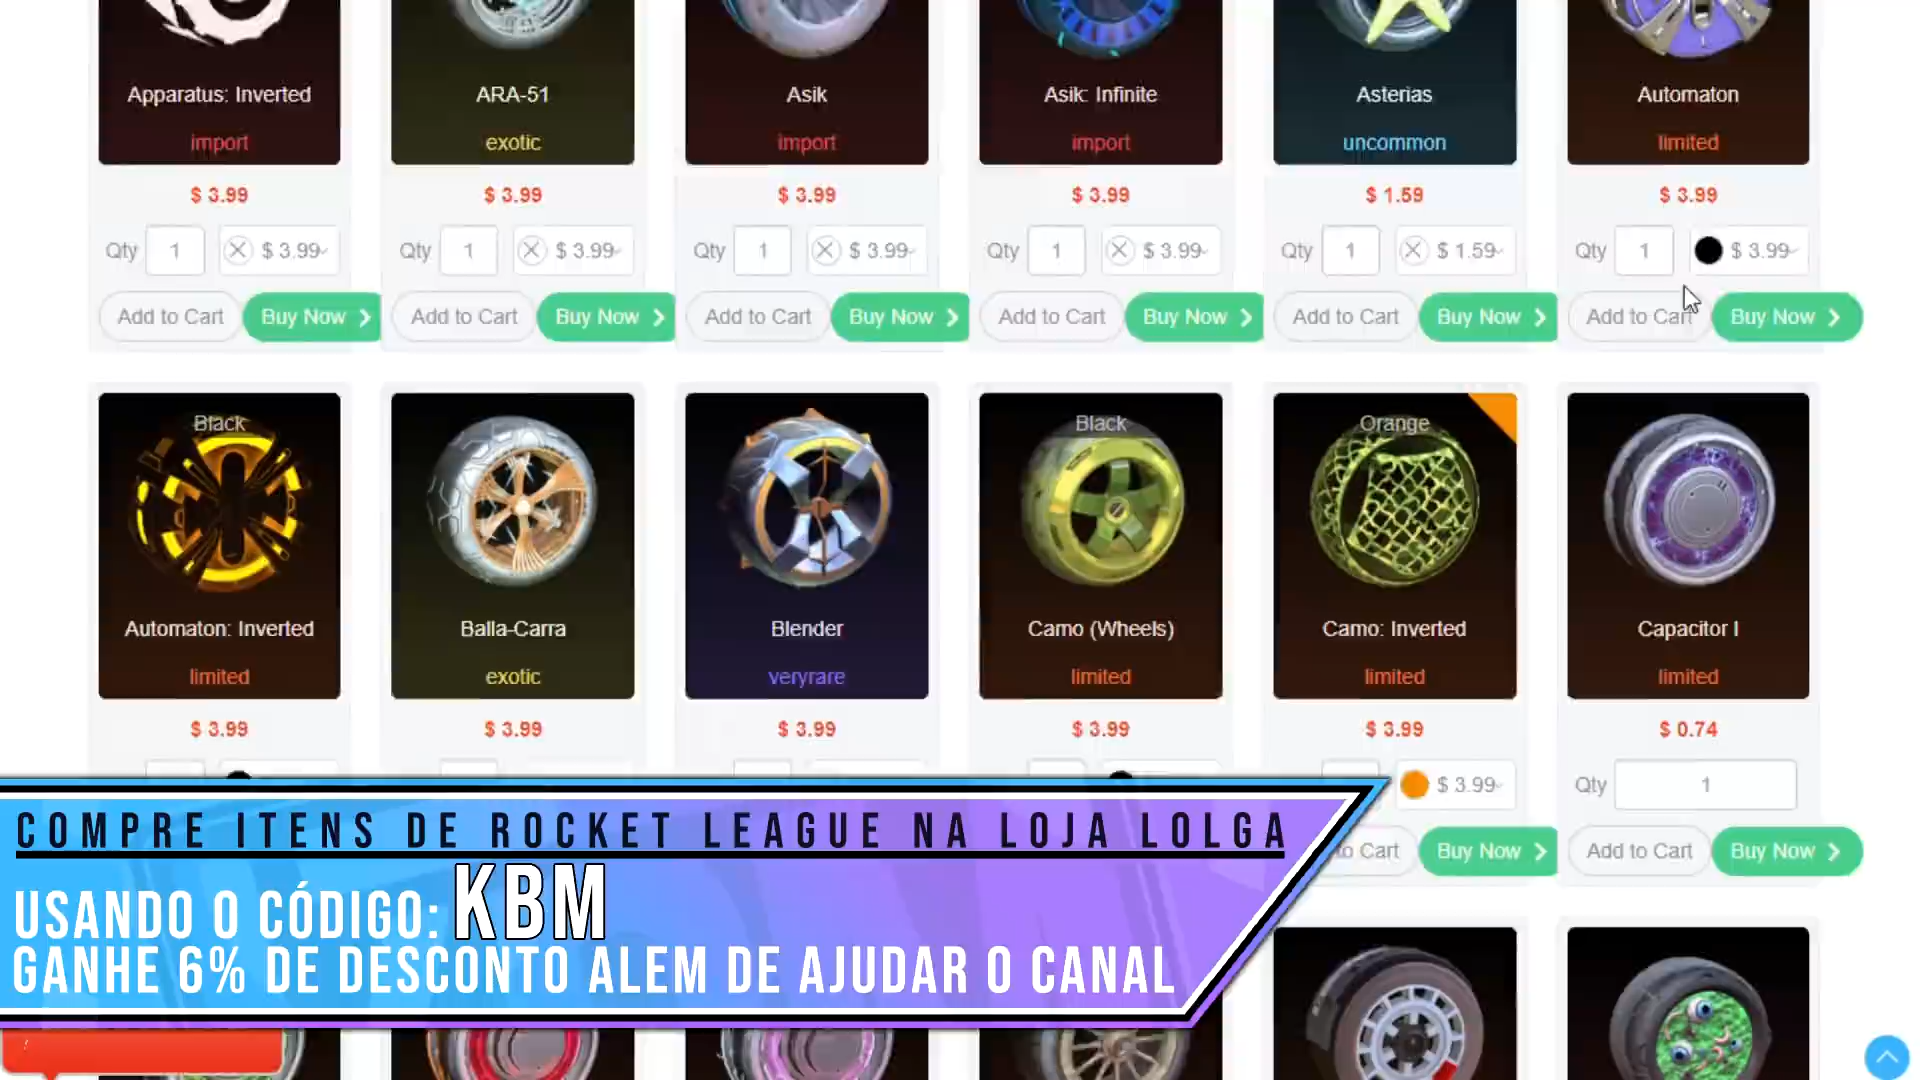 Apparatus: Inverted
import
$ 3.99
Qty 1 $ 3.99
Add to Cart Buy Now
ARA-51
exotic
$ 3.99
Qty 1 $ 3.99
Add to Cart Buy Now
Asik
import
$ 3.99
Qty 1 $ 3.99
Add to Cart Buy Now
Asik: Infinite
import
$ 3.99
Qty 1 $ 3.99
Add to Cart Buy Now
Asterias
uncommon
$ 1.59
Qty 1 $ 1.59
Add to Cart Buy Now
Automaton
limited
$ 3.99
Qty 1 $ 3.99
Add to Cart Buy Now
Black
Automaton: Inverted
limited
$ 3.99
Balla-Carra
exotic
$ 3.99
Blender
veryrare
$ 3.99
Black
Camo (Wheels)
limited
$ 3.99
Orange
Camo: Inverted
limited
$ 3.99
$ 3.99
to Cart Buy Now
Capacitor I
limited
$ 0.74
Qty 1
Add to Cart Buy Now
COMPRE ITENS DE ROCKET LEAGUE NA LOJA LOLGA
USANDO O CÓDIGO: KBM
GANHE 6% DE DESCONTO ALEM DE AJUDAR O CANAL